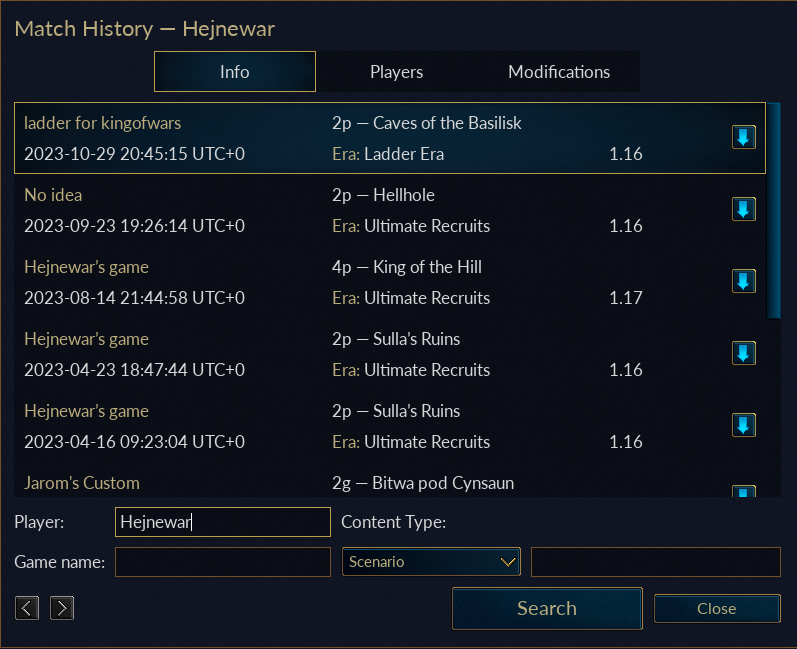 Match History — Hejnewar
Info Players Modifications
ladder for kingofwars 2p — Caves of the Basilisk
2023-10-29 20:45:15 UTC+0 Era: Ladder Era 1.16
No idea 2p — Hellhole
2023-09-23 19:26:14 UTC+0 Era: Ultimate Recruits 1.16
Hejnewar’s game 4p — King of the Hill
2023-08-14 21:44:58 UTC+0 Era: Ultimate Recruits 1.17
Hejnewar’s game 2p — Sulla’s Ruins
2023-04-23 18:47:44 UTC+0 Era: Ultimate Recruits 1.16
Hejnewar’s game 2p — Sulla’s Ruins
2023-04-16 09:23:04 UTC+0 Era: Ultimate Recruits 1.16
Jarom's Custom 2g — Bitwa pod Cynsaun
Player: Hejnewar Content Type:
Game name: Scenario
Search Close